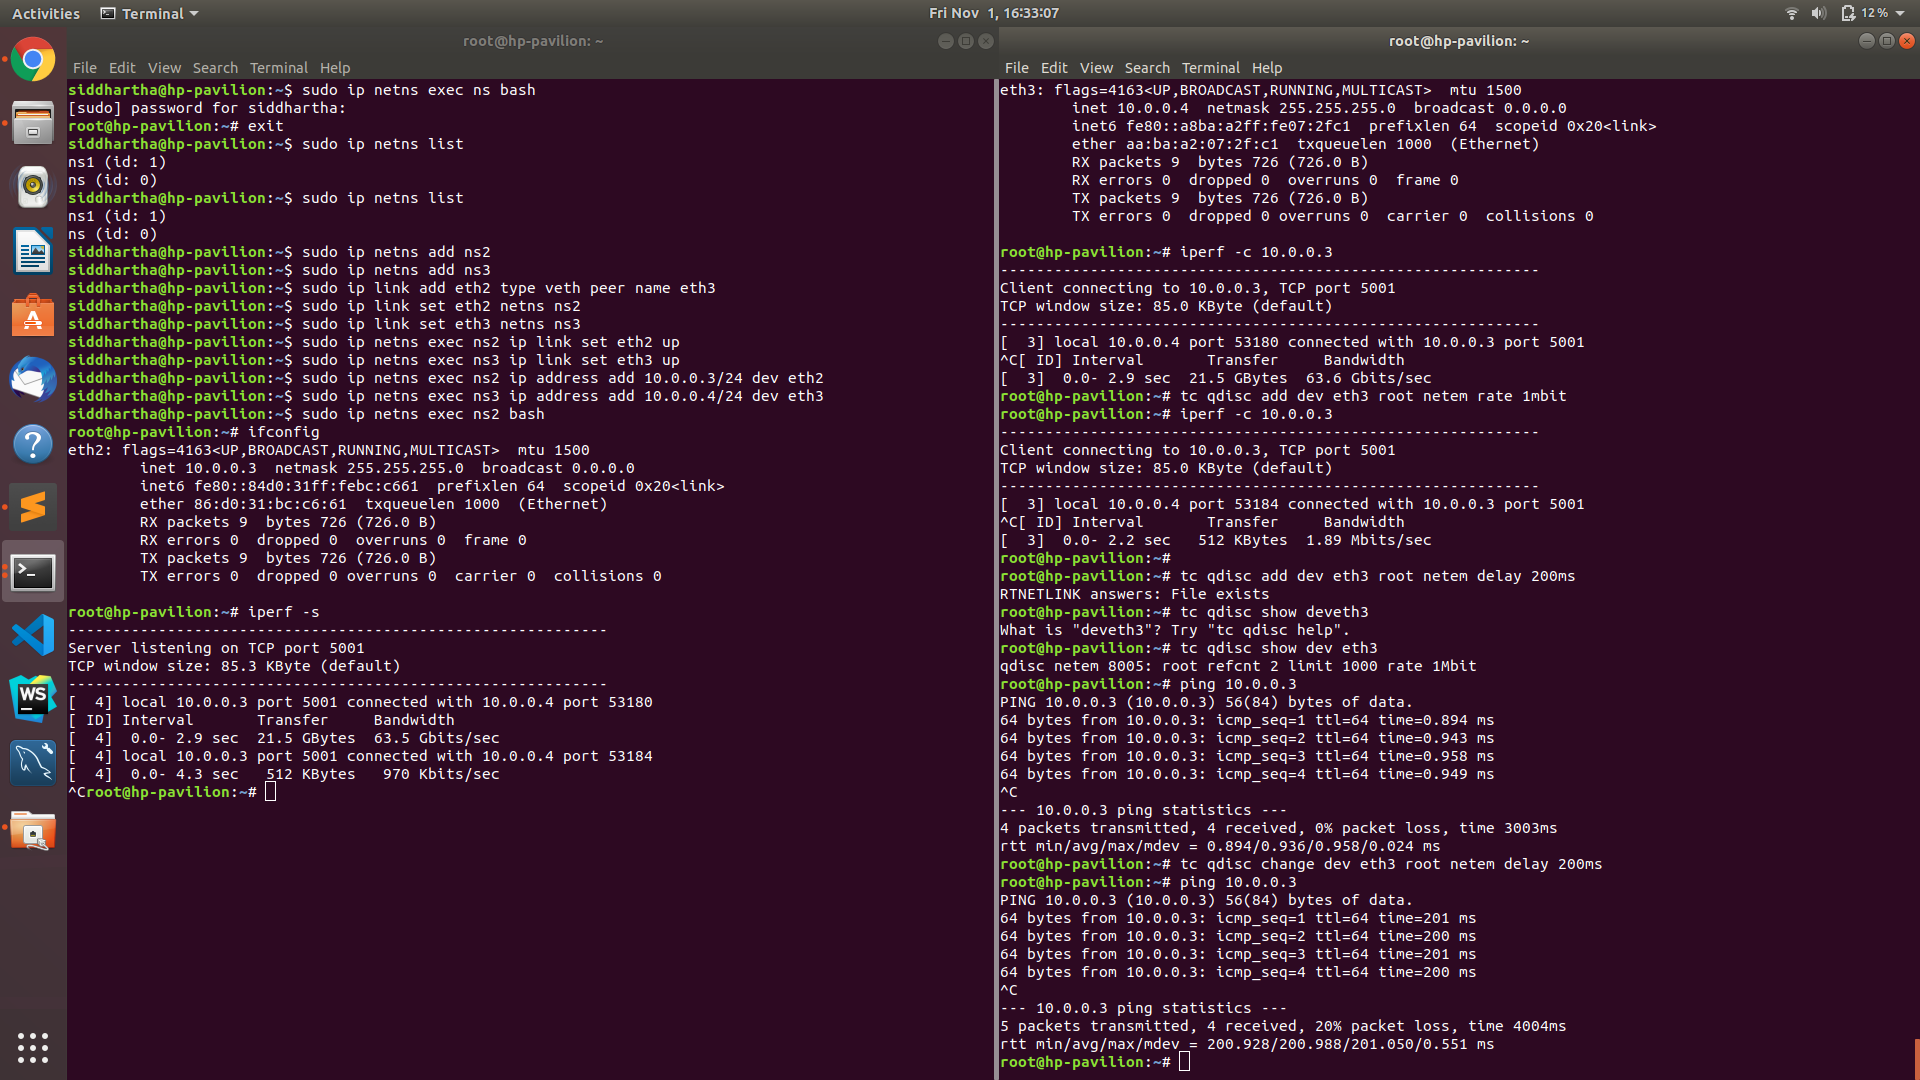 Activities Terminal Fri Nov 1, 16:33:07 12%
root@hp-pavilion: ~
File Edit View Search Terminal Help
siddhartha@hp-pavilion:~$ sudo ip netns exec ns bash
[sudo] password for siddhartha:
root@hp-pavilion:~# exit
siddhartha@hp-pavilion:~$ sudo ip netns list
ns1 (id: 1)
ns (id: 0)
siddhartha@hp-pavilion:~$ sudo ip netns list
ns1 (id: 1)
ns (id: 0)
siddhartha@hp-pavilion:~$ sudo ip netns add ns2
siddhartha@hp-pavilion:~$ sudo ip netns add ns3
siddhartha@hp-pavilion:~$ sudo ip link add eth2 type veth peer name eth3
siddhartha@hp-pavilion:~$ sudo ip link set eth2 netns ns2
siddhartha@hp-pavilion:~$ sudo ip link set eth3 netns ns3
siddhartha@hp-pavilion:~$ sudo ip netns exec ns2 ip link set eth2 up
siddhartha@hp-pavilion:~$ sudo ip netns exec ns3 ip link set eth3 up
siddhartha@hp-pavilion:~$ sudo ip netns exec ns2 ip address add 10.0.0.3/24 dev eth2
siddhartha@hp-pavilion:~$ sudo ip netns exec ns3 ip address add 10.0.0.4/24 dev eth3
siddhartha@hp-pavilion:~$ sudo ip netns exec ns2 bash
root@hp-pavilion:~# ifconfig
eth2: flags=4163<UP,BROADCAST,RUNNING,MULTICAST>  mtu 1500
        inet 10.0.0.3  netmask 255.255.255.0  broadcast 0.0.0.0
        inet6 fe80::84d0:31ff:febc:c661  prefixlen 64  scopeid 0x20<link>
        ether 86:d0:31:bc:c6:61  txqueuelen 1000  (Ethernet)
        RX packets 9  bytes 726 (726.0 B)
        RX errors 0  dropped 0  overruns 0  frame 0
        TX packets 9  bytes 726 (726.0 B)
        TX errors 0  dropped 0 overruns 0  carrier 0  collisions 0
root@hp-pavilion:~# iperf -s
------------------------------------------------------------
Server listening on TCP port 5001
TCP window size: 85.3 KByte (default)
------------------------------------------------------------
[  4] local 10.0.0.3 port 5001 connected with 10.0.0.4 port 53180
[ ID] Interval       Transfer     Bandwidth
[  4]  0.0- 2.9 sec  21.5 GBytes  63.5 Gbits/sec
[  4] local 10.0.0.3 port 5001 connected with 10.0.0.4 port 53184
[  4]  0.0- 4.3 sec   512 KBytes   970 Kbits/sec
^Croot@hp-pavilion:~#
root@hp-pavilion: ~
File Edit View Search Terminal Help
eth3: flags=4163<UP,BROADCAST,RUNNING,MULTICAST>  mtu 1500
        inet 10.0.0.4  netmask 255.255.255.0  broadcast 0.0.0.0
        inet6 fe80::a8ba:a2ff:fe07:2fc1  prefixlen 64  scopeid 0x20<link>
        ether aa:ba:a2:07:2f:c1  txqueuelen 1000  (Ethernet)
        RX packets 9  bytes 726 (726.0 B)
        RX errors 0  dropped 0  overruns 0  frame 0
        TX packets 9  bytes 726 (726.0 B)
        TX errors 0  dropped 0 overruns 0  carrier 0  collisions 0
root@hp-pavilion:~# iperf -c 10.0.0.3
------------------------------------------------------------
Client connecting to 10.0.0.3, TCP port 5001
TCP window size: 85.0 KByte (default)
------------------------------------------------------------
[  3] local 10.0.0.4 port 53180 connected with 10.0.0.3 port 5001
^C[ ID] Interval       Transfer     Bandwidth
[  3]  0.0- 2.9 sec  21.5 GBytes  63.6 Gbits/sec
root@hp-pavilion:~# tc qdisc add dev eth3 root netem rate 1mbit
root@hp-pavilion:~# iperf -c 10.0.0.3
------------------------------------------------------------
Client connecting to 10.0.0.3, TCP port 5001
TCP window size: 85.0 KByte (default)
------------------------------------------------------------
[  3] local 10.0.0.4 port 53184 connected with 10.0.0.3 port 5001
^C[ ID] Interval       Transfer     Bandwidth
[  3]  0.0- 2.2 sec   512 KBytes  1.89 Mbits/sec
root@hp-pavilion:~#
root@hp-pavilion:~# tc qdisc add dev eth3 root netem delay 200ms
RTNETLINK answers: File exists
root@hp-pavilion:~# tc qdisc show deveth3
What is "deveth3"? Try "tc qdisc help".
root@hp-pavilion:~# tc qdisc show dev eth3
qdisc netem 8005: root refcnt 2 limit 1000 rate 1Mbit
root@hp-pavilion:~# ping 10.0.0.3
PING 10.0.0.3 (10.0.0.3) 56(84) bytes of data.
64 bytes from 10.0.0.3: icmp_seq=1 ttl=64 time=0.894 ms
64 bytes from 10.0.0.3: icmp_seq=2 ttl=64 time=0.943 ms
64 bytes from 10.0.0.3: icmp_seq=3 ttl=64 time=0.958 ms
64 bytes from 10.0.0.3: icmp_seq=4 ttl=64 time=0.949 ms
^C
--- 10.0.0.3 ping statistics ---
4 packets transmitted, 4 received, 0% packet loss, time 3003ms
rtt min/avg/max/mdev = 0.894/0.936/0.958/0.024 ms
root@hp-pavilion:~# tc qdisc change dev eth3 root netem delay 200ms
root@hp-pavilion:~# ping 10.0.0.3
PING 10.0.0.3 (10.0.0.3) 56(84) bytes of data.
64 bytes from 10.0.0.3: icmp_seq=1 ttl=64 time=201 ms
64 bytes from 10.0.0.3: icmp_seq=2 ttl=64 time=200 ms
64 bytes from 10.0.0.3: icmp_seq=3 ttl=64 time=201 ms
64 bytes from 10.0.0.3: icmp_seq=4 ttl=64 time=200 ms
^C
--- 10.0.0.3 ping statistics ---
5 packets transmitted, 4 received, 20% packet loss, time 4004ms
rtt min/avg/max/mdev = 200.928/200.988/201.050/0.551 ms
root@hp-pavilion:~#
WS